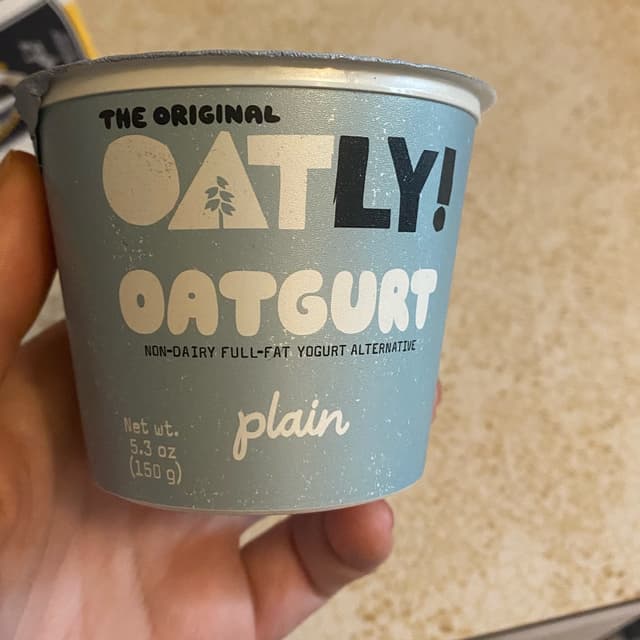 THE ORIGINAL
OATLY!
OATGURT
NON-DAIRY FULL-FAT YOGURT ALTERNATIVE
plain
Net wt.
5.3 oz
(150 g)